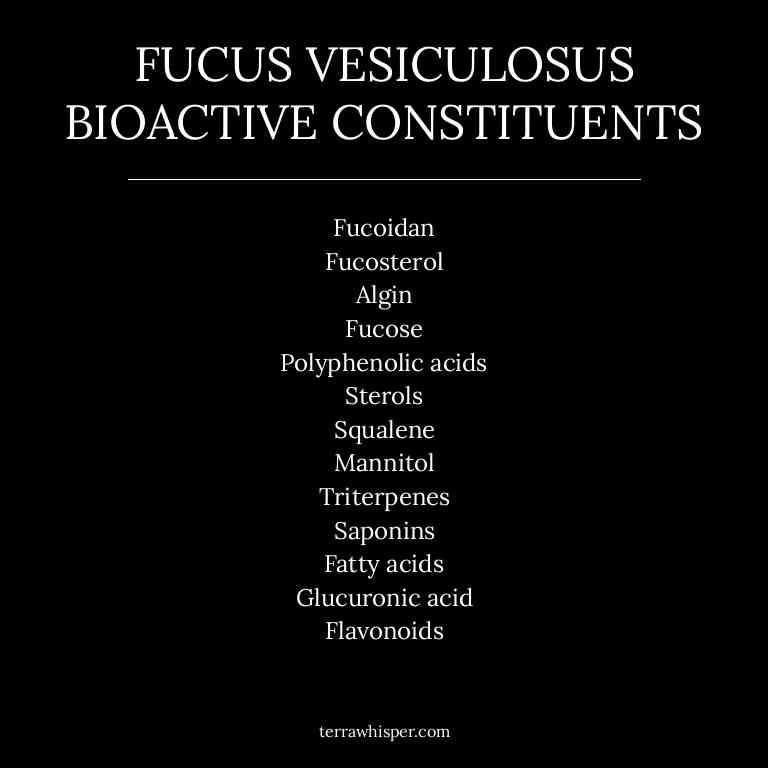 FUCUS VESICULOSUS
BIOACTIVE CONSTITUENTS
Fucoidan
Fucosterol
Algin
Fucose
Polyphenolic acids
Sterols
Squalene
Mannitol
Triterpenes
Saponins
Fatty acids
Glucuronic acid
Flavonoids
terrawhisper.com